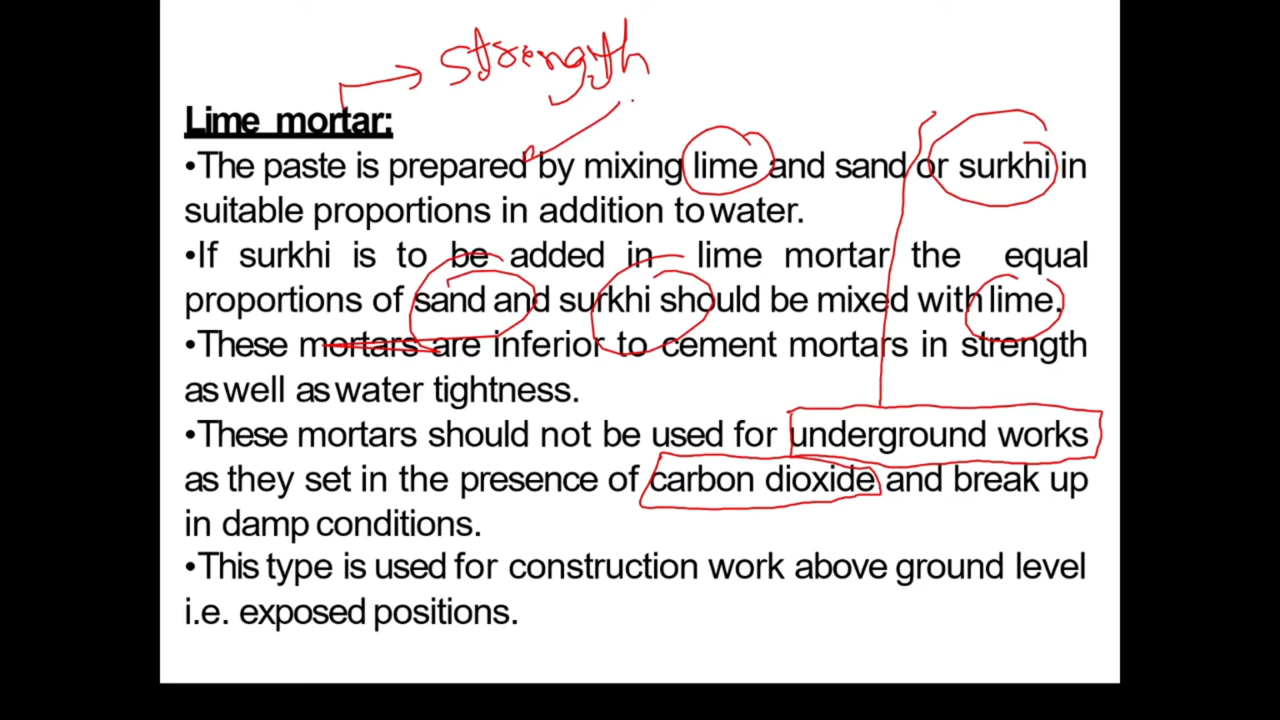 strength
Lime mortar:
•The paste is prepared by mixing lime and sand or surkhi in
suitable proportions in addition to water.
•If surkhi is to be added in lime mortar the equal
proportions of sand and surkhi should be mixed with lime.
•These mortars are inferior to cement mortars in strength
as well as water tightness.
•These mortars should not be used for underground works
as they set in the presence of carbon dioxide and break up
in damp conditions.
•This type is used for construction work above ground level
i.e. exposed positions.